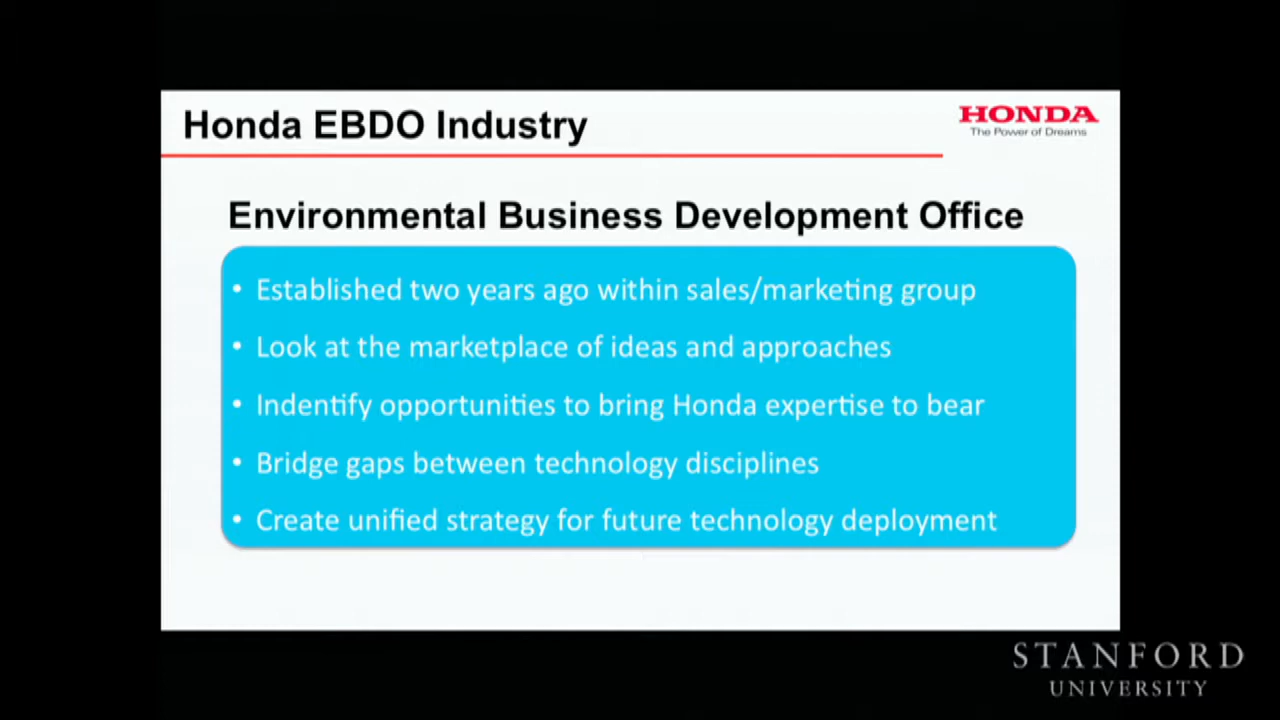 Honda EBDO Industry
HONDA
The Power of Dreams
Environmental Business Development Office
• Established two years ago within sales/marketing group
• Look at the marketplace of ideas and approaches
• Indentify opportunities to bring Honda expertise to bear
• Bridge gaps between technology disciplines
• Create unified strategy for future technology deployment
STANFORD
UNIVERSITY